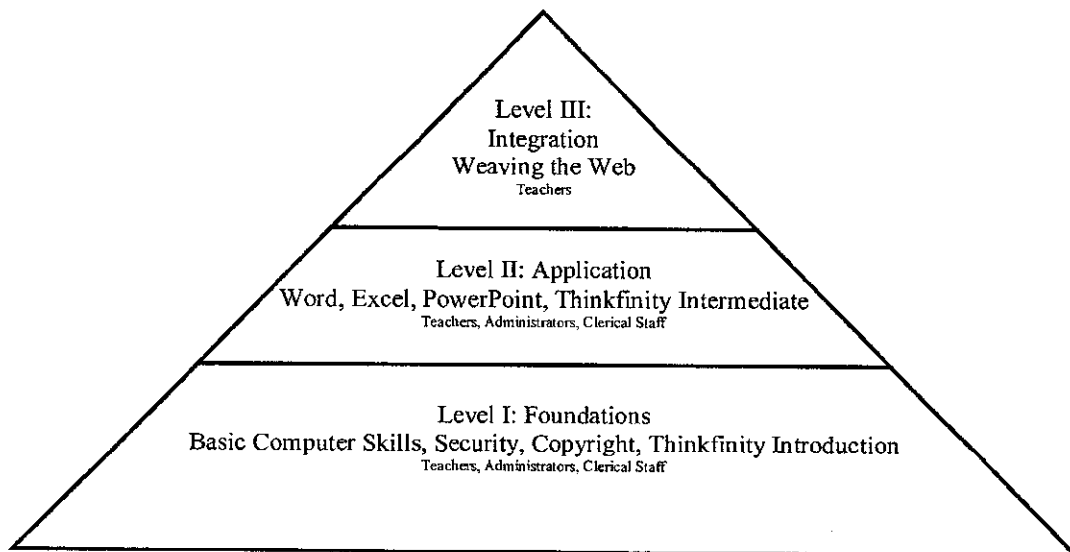 Level III:
Integration
Weaving the Web
Teachers
Level II: Application
Word, Excel, PowerPoint, Thinkfinity Intermediate
Teachers, Administrators, Clerical Staff
Level I: Foundations
Basic Computer Skills, Security, Copyright, Thinkfinity Introduction
Teachers, Administrators, Clerical Staff